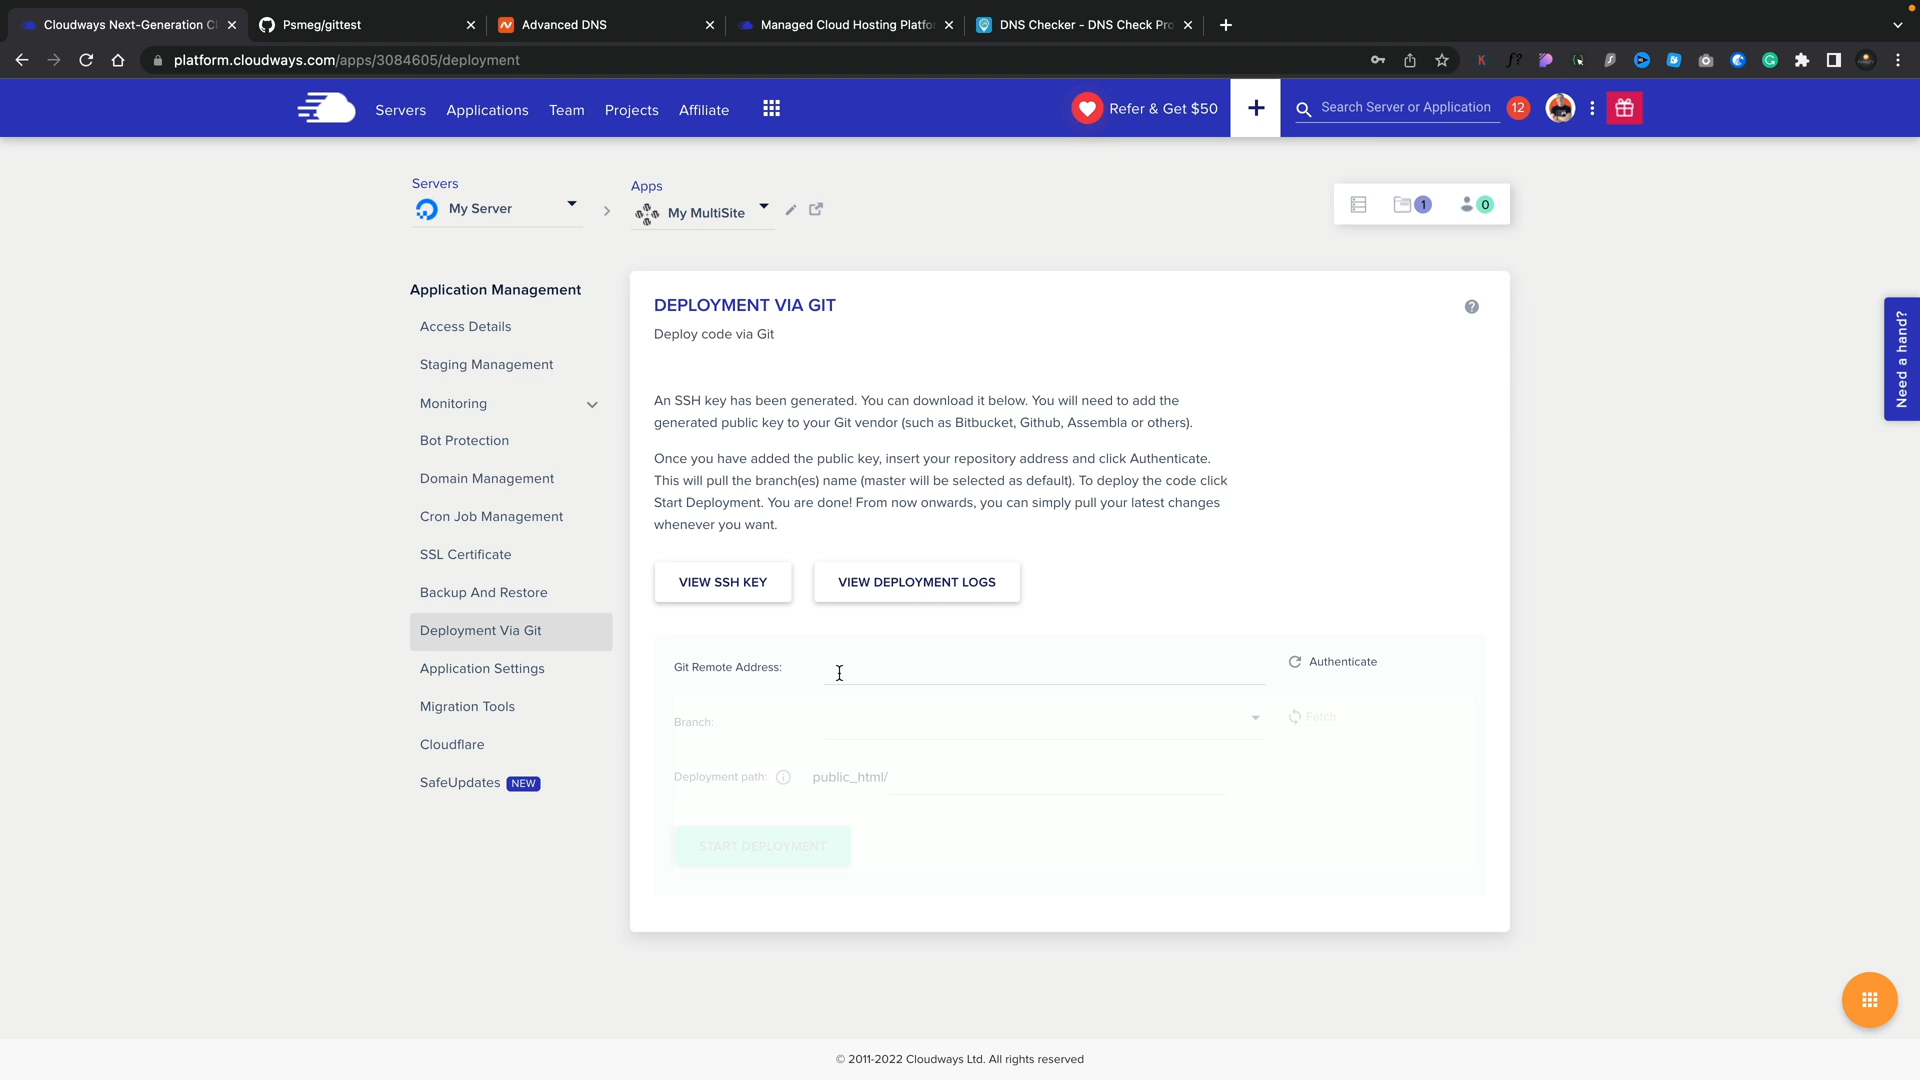 Cloudways Next-Generation Cl
Psmeg/gittest
Advanced DNS
Managed Cloud Hosting Platfor
DNS Checker - DNS Check Pro
platform.cloudways.com/apps/3084605/deployment
Servers
Applications
Team
Projects
Affiliate
Refer & Get $50
Search Server or Application
12
Servers
My Server
Apps
My MultiSite
1
0
Application Management
Access Details
Staging Management
Monitoring
Bot Protection
Domain Management
Cron Job Management
SSL Certificate
Backup And Restore
Deployment Via Git
Application Settings
Migration Tools
Cloudflare
SafeUpdates NEW
DEPLOYMENT VIA GIT
Deploy code via Git
An SSH key has been generated. You can download it below. You will need to add the
generated public key to your Git vendor (such as Bitbucket, Github, Assembla or others).
Once you have added the public key, insert your repository address and click Authenticate.
This will pull the branch(es) name (master will be selected as default). To deploy the code click
Start Deployment. You are done! From now onwards, you can simply pull your latest changes
whenever you want.
VIEW SSH KEY
VIEW DEPLOYMENT LOGS
Git Remote Address:
Authenticate
Branch:
Fetch
Deployment path:
public_html/
START DEPLOYMENT
Need a hand?
© 2011-2022 Cloudways Ltd. All rights reserved